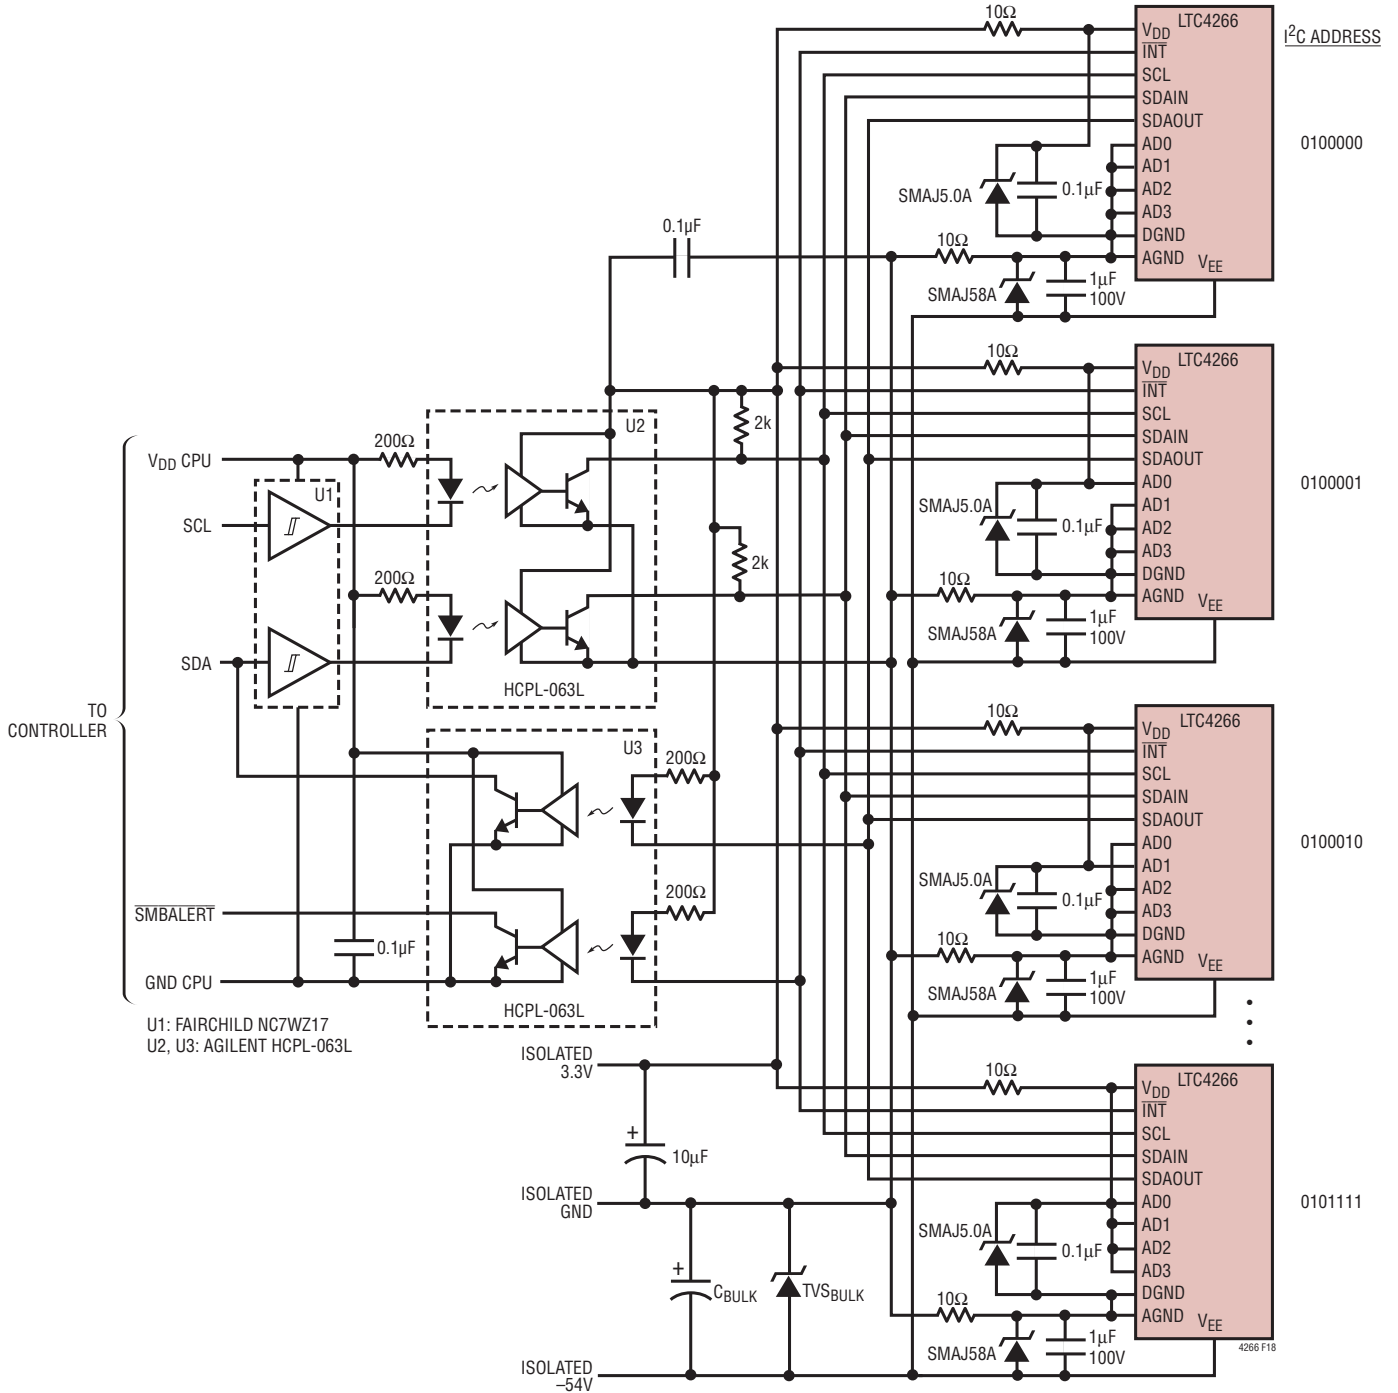 10Ω
LTC4266
I²C ADDRESS
VDD
INT
SCL
SDAIN
SDAOUT
AD0
0100000
AD1
SMAJ5.0A
0.1µF
AD2
AD3
DGND
10Ω
AGND
VEE
SMAJ58A
1µF
100V
0.1µF
10Ω
LTC4266
VDD
INT
SCL
SDAIN
SDAOUT
AD0
0100001
AD1
SMAJ5.0A
0.1µF
AD2
AD3
DGND
10Ω
AGND
VEE
SMAJ58A
1µF
100V
U2
2k
200Ω
VDD CPU
U1
SCL
2k
200Ω
SDA
HCPL-063L
TO
CONTROLLER
10Ω
LTC4266
VDD
INT
SCL
SDAIN
SDAOUT
AD0
0100010
AD1
SMAJ5.0A
0.1µF
AD2
AD3
DGND
10Ω
AGND
VEE
SMAJ58A
1µF
100V
U3
200Ω
200Ω
SMBALERT
0.1µF
GND CPU
HCPL-063L
U1: FAIRCHILD NC7WZ17
U2, U3: AGILENT HCPL-063L
ISOLATED
3.3V
+
10µF
ISOLATED
GND
+
CBULK
TVSBULK
ISOLATED
–54V
10Ω
LTC4266
VDD
INT
SCL
SDAIN
SDAOUT
AD0
0101111
AD1
SMAJ5.0A
0.1µF
AD2
AD3
DGND
10Ω
AGND
VEE
SMAJ58A
1µF
100V
4266 F18